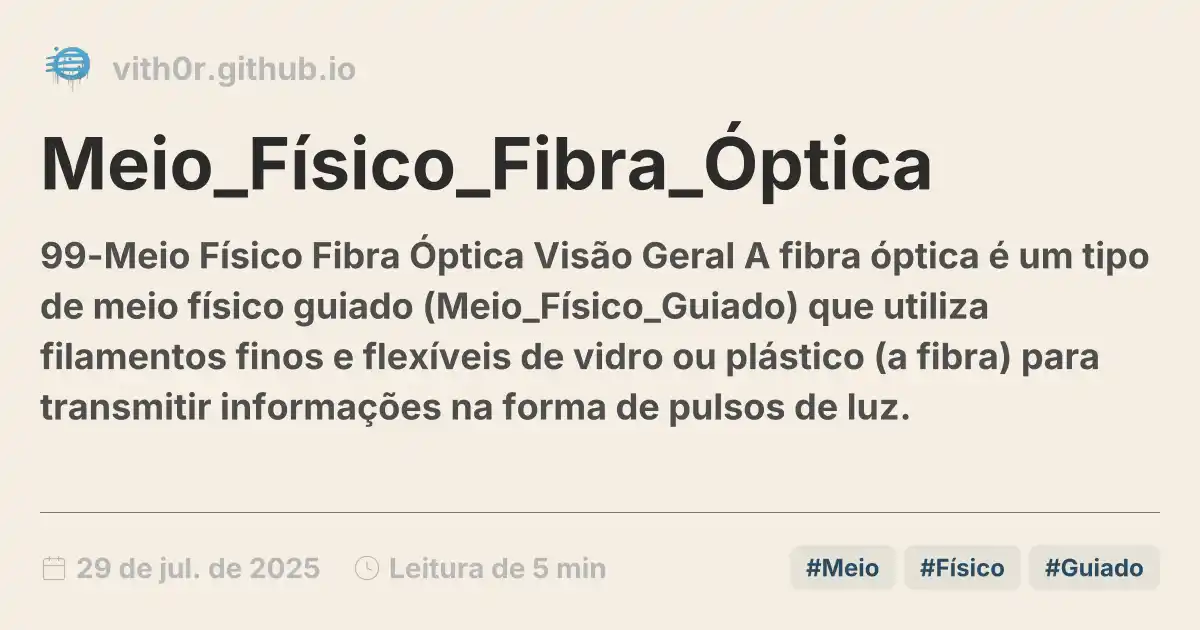 vith0r.github.io
Meio_Físico_Fibra_Óptica
99-Meio Físico Fibra Óptica Visão Geral A fibra óptica é um tipo
de meio físico guiado (Meio_Físico_Guiado) que utiliza
filamentos finos e flexíveis de vidro ou plástico (a fibra) para
transmitir informações na forma de pulsos de luz.
29 de jul. de 2025 Leitura de 5 min #Meio #Físico #Guiado